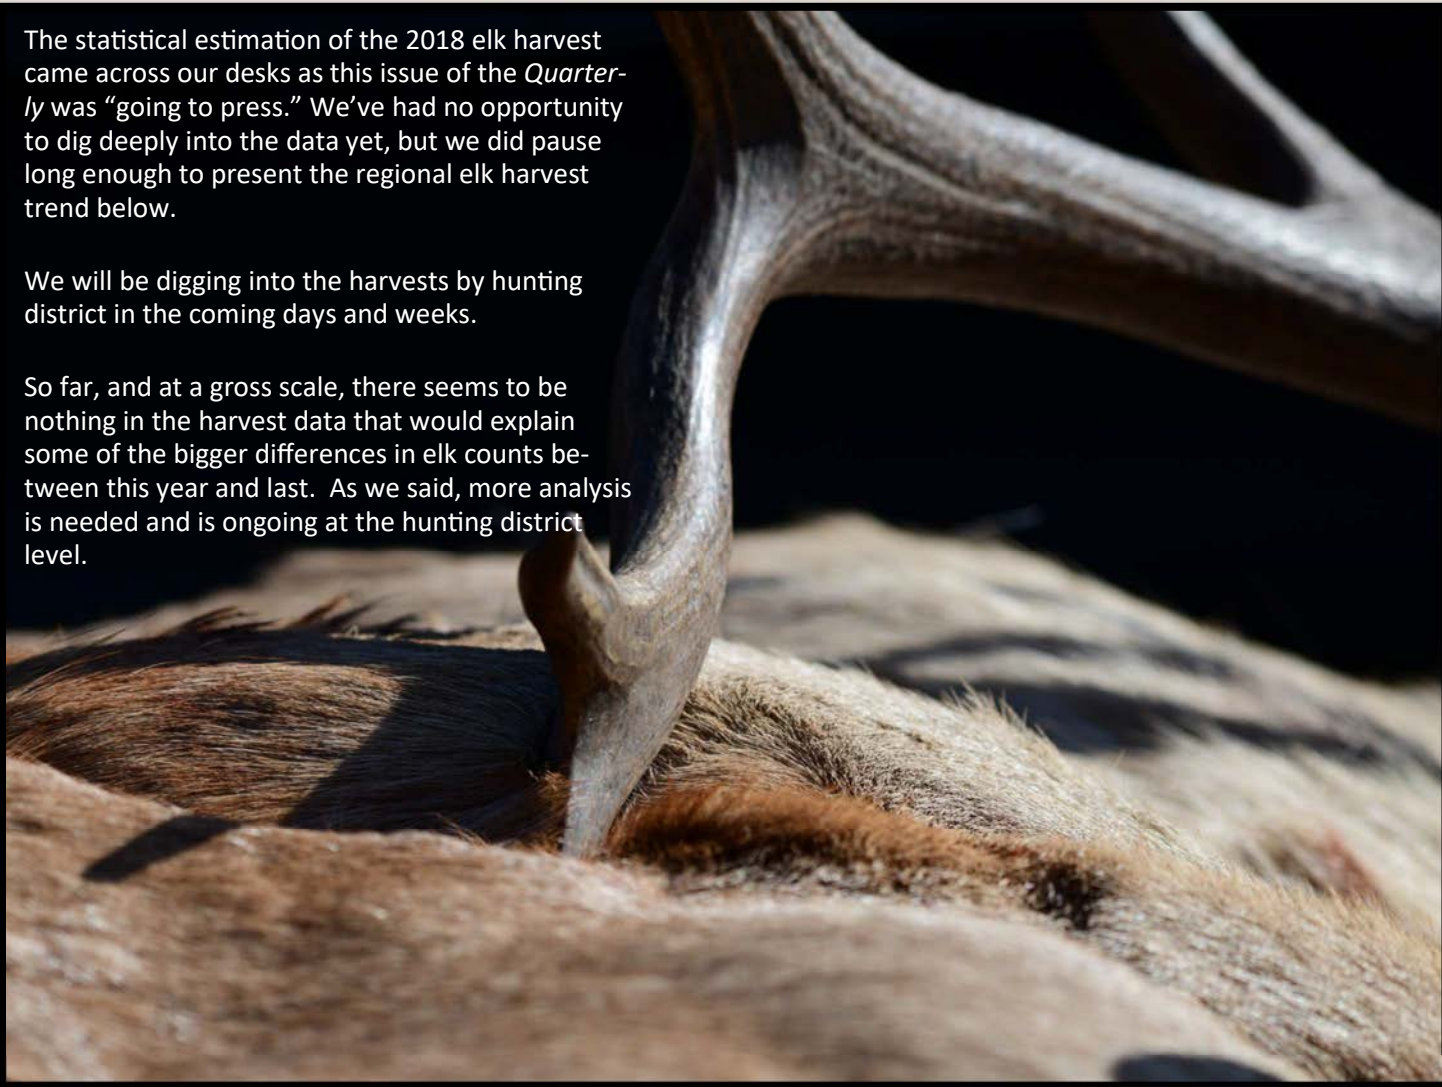 The statistical estimation of the 2018 elk harvest
came across our desks as this issue of the Quarter-
ly was “going to press.” We’ve had no opportunity
to dig deeply into the data yet, but we did pause
long enough to present the regional elk harvest
trend below.
We will be digging into the harvests by hunting
district in the coming days and weeks.
So far, and at a gross scale, there seems to be
nothing in the harvest data that would explain
some of the bigger differences in elk counts be-
tween this year and last.  As we said, more analysis
is needed and is ongoing at the hunting district
level.